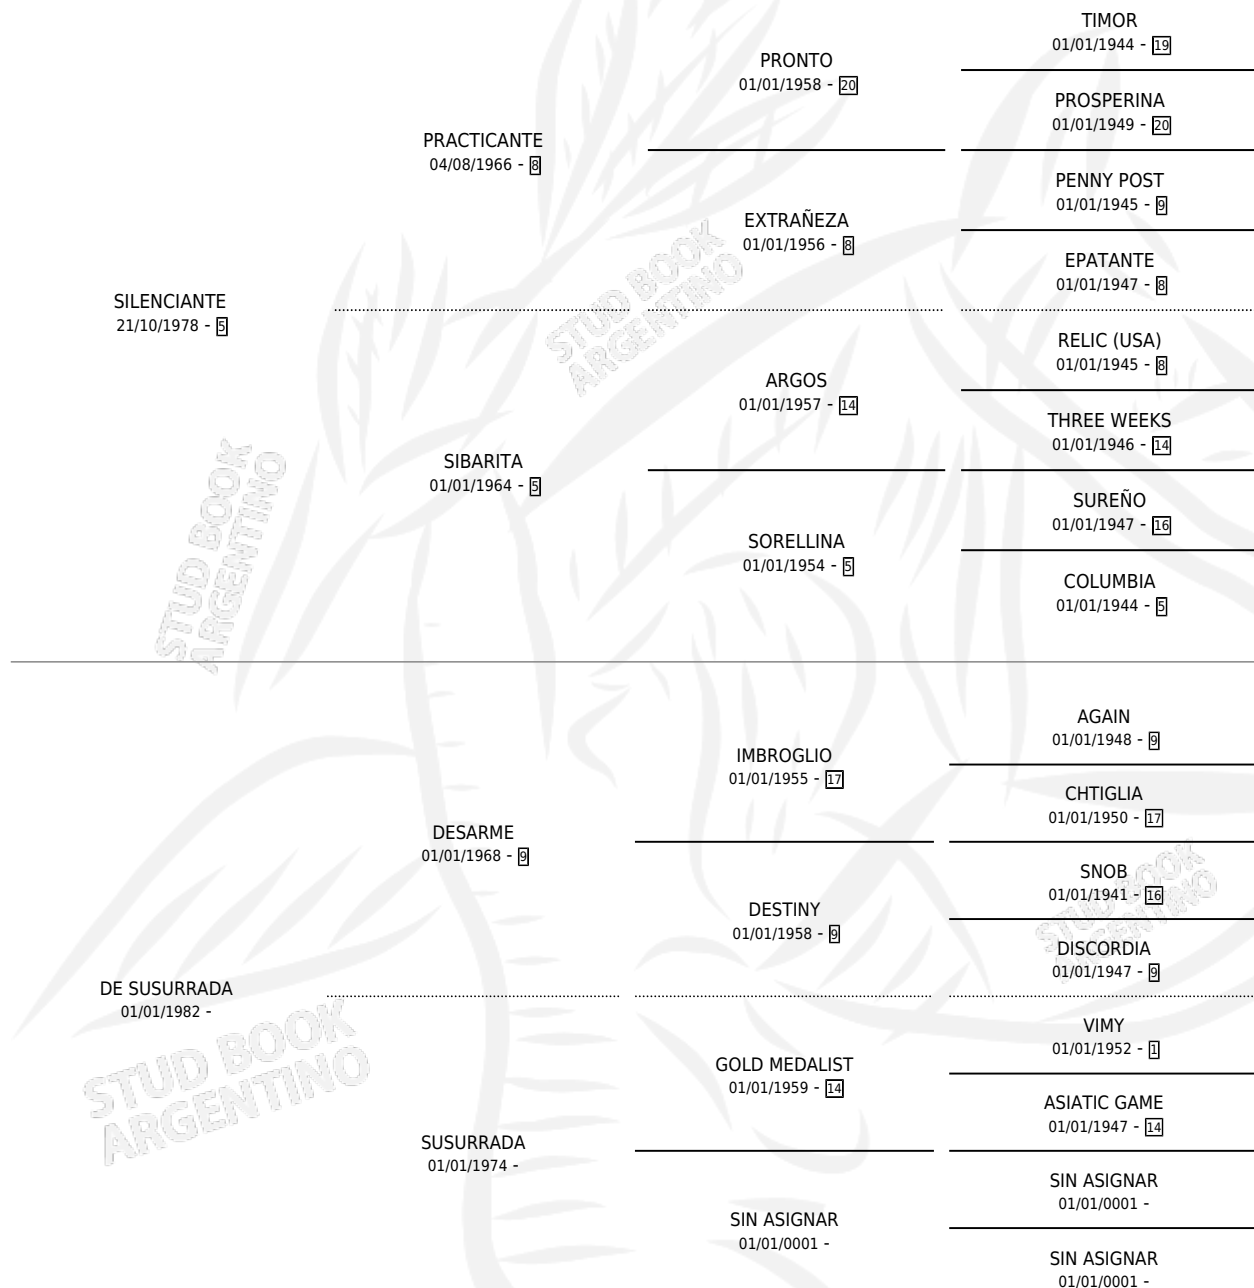 TIMOR
01/01/1944 - 19
PRONTO
01/01/1958 - 20
PROSPERINA
01/01/1949 - 20
PRACTICANTE
04/08/1966 - 8
PENNY POST
01/01/1945 - 9
EXTRAÑEZA
01/01/1956 - 8
EPATANTE
01/01/1947 - 8
SILENCIANTE
21/10/1978 - 5
STUD BOOK
ARGENTINO
RELIC (USA)
01/01/1945 - 8
ARGOS
01/01/1957 - 14
THREE WEEKS
01/01/1946 - 14
SIBARITA
01/01/1964 - 5
SUREÑO
01/01/1947 - 16
SORELLINA
01/01/1954 - 5
COLUMBIA
01/01/1944 - 5
STUD BOOK
ARGENTINO
AGAIN
01/01/1948 - 9
IMBROGLIO
01/01/1955 - 17
CHTIGLIA
01/01/1950 - 17
DESARME
01/01/1968 - 9
SNOB
01/01/1941 - 16
DESTINY
01/01/1958 - 9
DISCORDIA
01/01/1947 - 9
STUD BOOK
ARGENTINO
DE SUSURRADA
01/01/1982 -
VIMY
01/01/1952 - 1
GOLD MEDALIST
01/01/1959 - 14
ASIATIC GAME
01/01/1947 - 14
STUD BOOK
ARGENTINO
SUSURRADA
01/01/1974 -
SIN ASIGNAR
01/01/0001 -
SIN ASIGNAR
01/01/0001 -
SIN ASIGNAR
01/01/0001 -